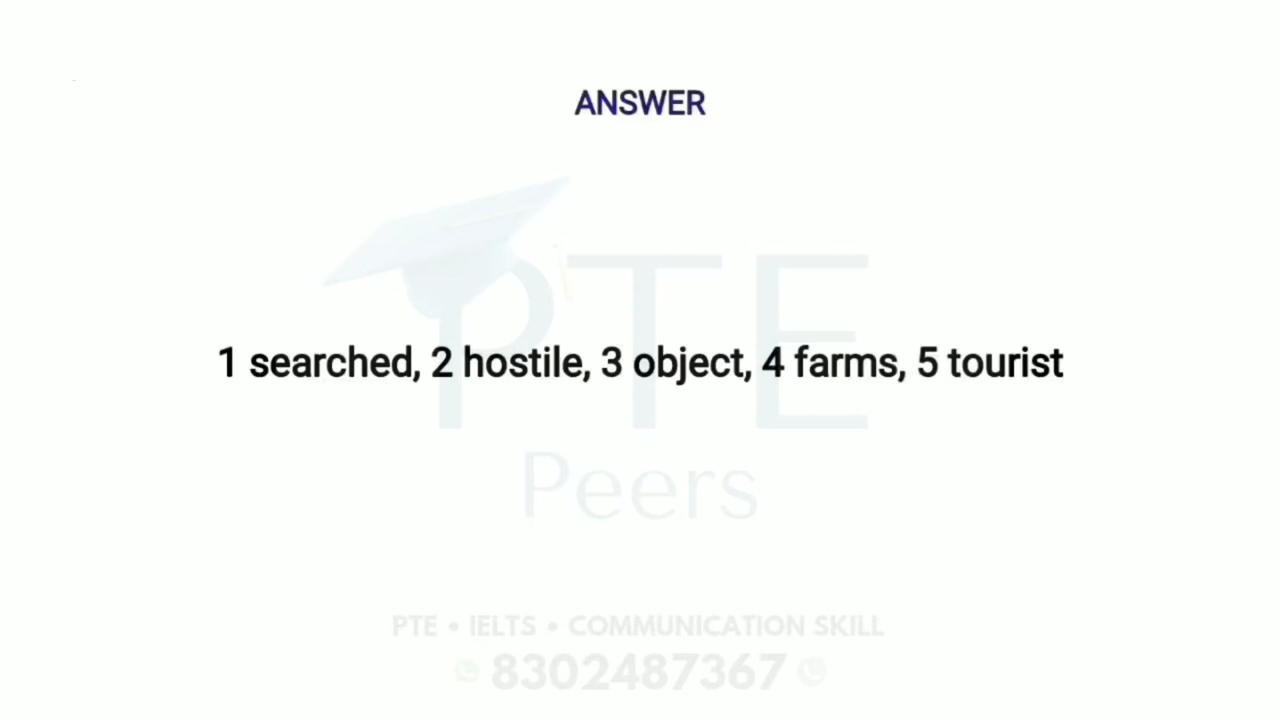 ANSWER
PTE
1 searched, 2 hostile, 3 object, 4 farms, 5 tourist
Peers
PTE • IELTS • COMMUNICATION SKILL
8302487367